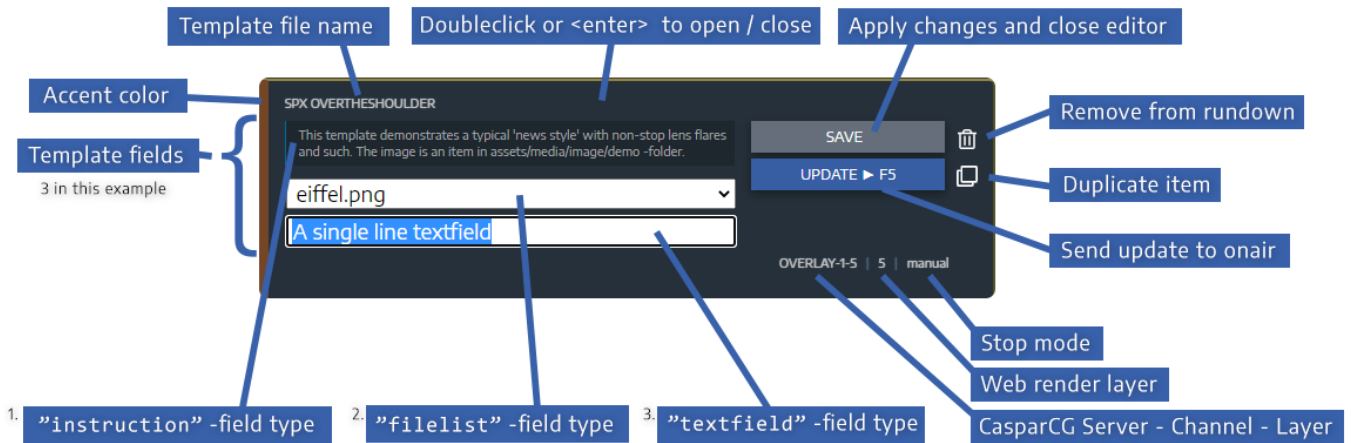 Template file name
Doubleclick or <enter> to open / close
Apply changes and close editor
Accent color
SPX OVERTHESHOULDER
Remove from rundown
This template demonstrates a typical 'news style' with non-stop lens flares
and such. The image is an item in assets/media/image/demo -folder.
SAVE
Template fields
3 in this example
UPDATE ► F5
Duplicate item
eiffel.png
A single line textfield
Send update to onair
OVERLAY-1-5 | 5 | manual
Stop mode
Web render layer
1. ”instruction” -field type
2. ”filelist” -field type
3. ”textfield” -field type
CasparCG Server - Channel - Layer